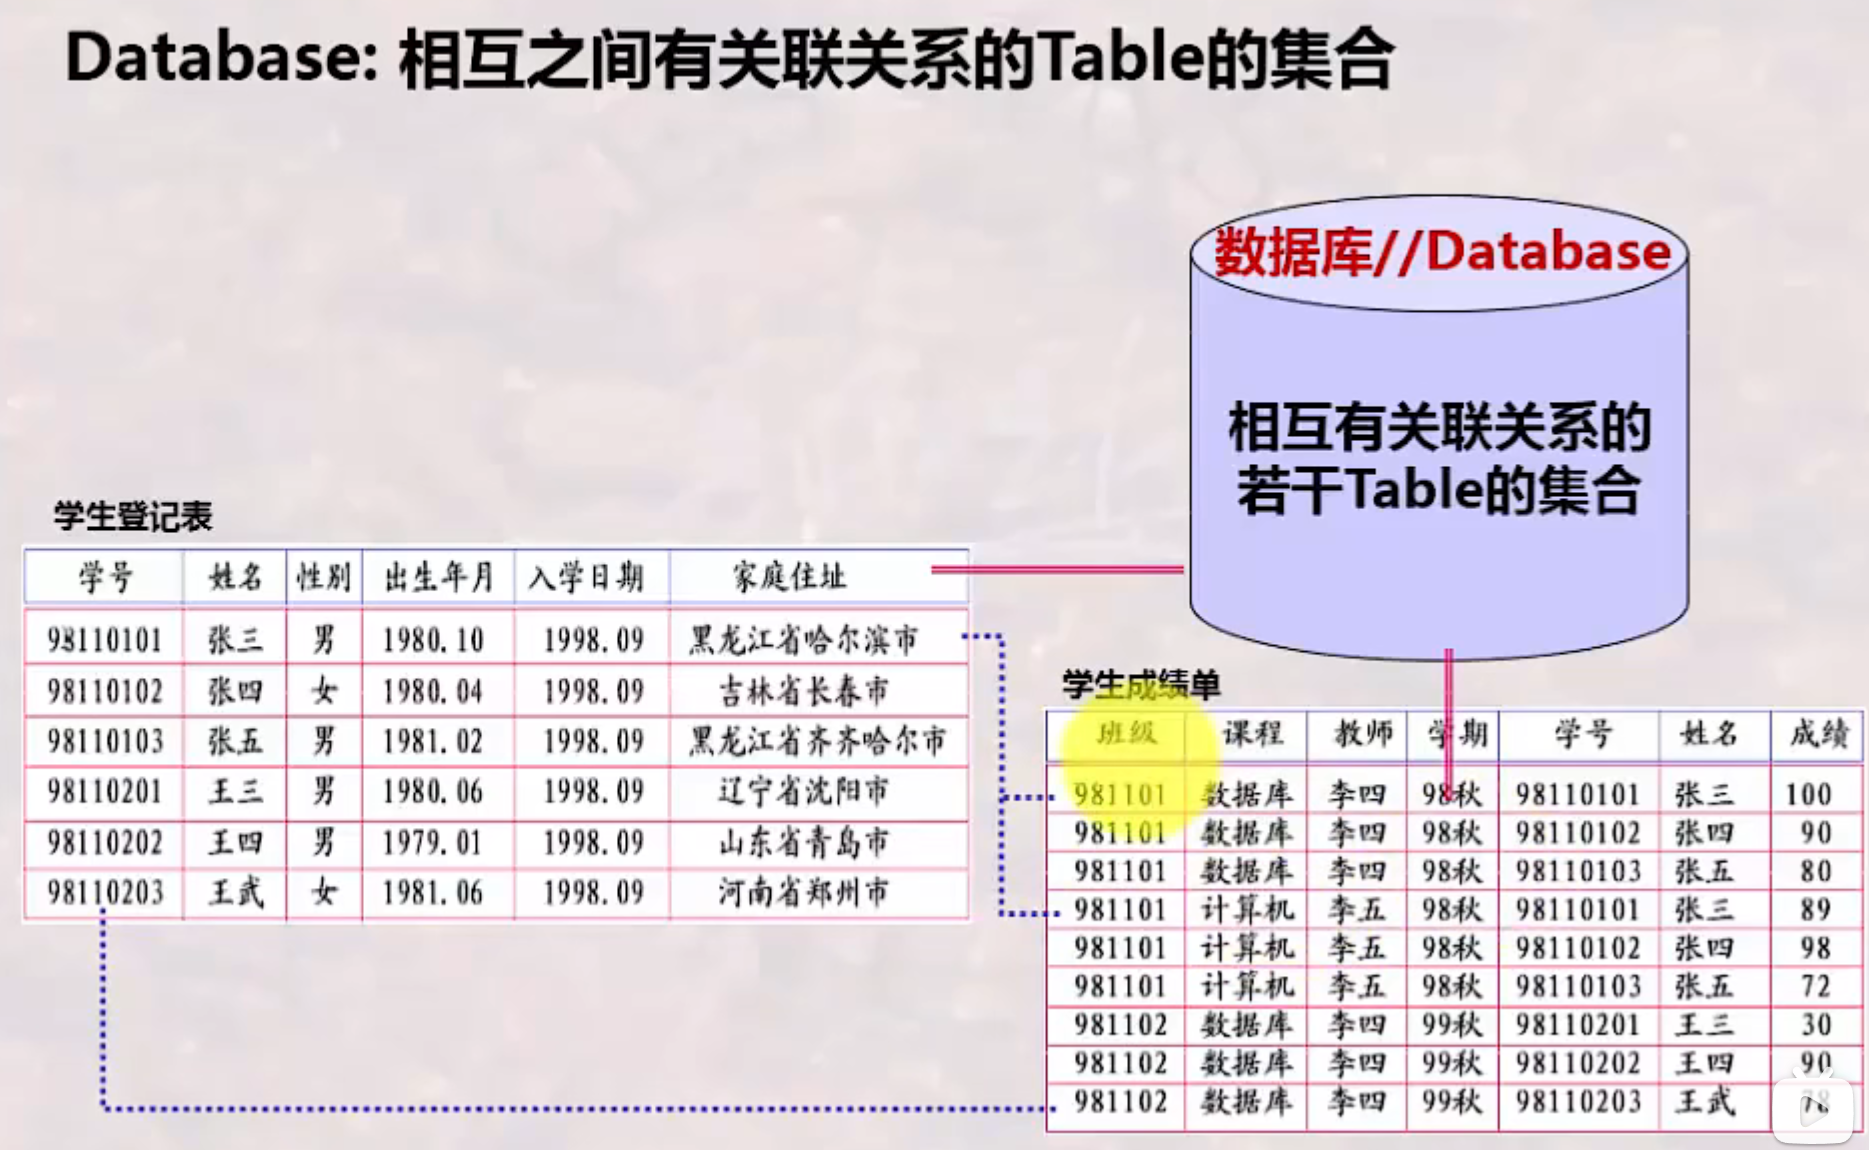 Database: 相互之间有关联关系的Table的集合
数据库//Database
相互有关联关系的
若干Table的集合
学生登记表
学号 姓名 性别 出生年月 入学日期 家庭住址
98110101 张三 男 1980.10 1998.09 黑龙江省哈尔滨市
98110102 张四 女 1980.04 1998.09 吉林省长春市
98110103 张五 男 1981.02 1998.09 黑龙江省齐齐哈尔市
98110201 王三 男 1980.06 1998.09 辽宁省沈阳市
98110202 王四 男 1979.01 1998.09 山东省青岛市
98110203 王武 女 1981.06 1998.09 河南省郑州市
学生成绩单
班级 课程 教师 学期 学号 姓名 成绩
981101 数据库 李四 98秋 98110101 张三 100
981101 数据库 李四 98秋 98110102 张四 90
981101 数据库 李四 98秋 98110103 张五 80
981101 计算机 李五 98秋 98110101 张三 89
981101 计算机 李五 98秋 98110102 张四 98
981101 计算机 李五 98秋 98110103 张五 72
981102 数据库 李四 99秋 98110201 王三 30
981102 数据库 李四 99秋 98110202 王四 90
981102 数据库 李四 99秋 98110203 王武